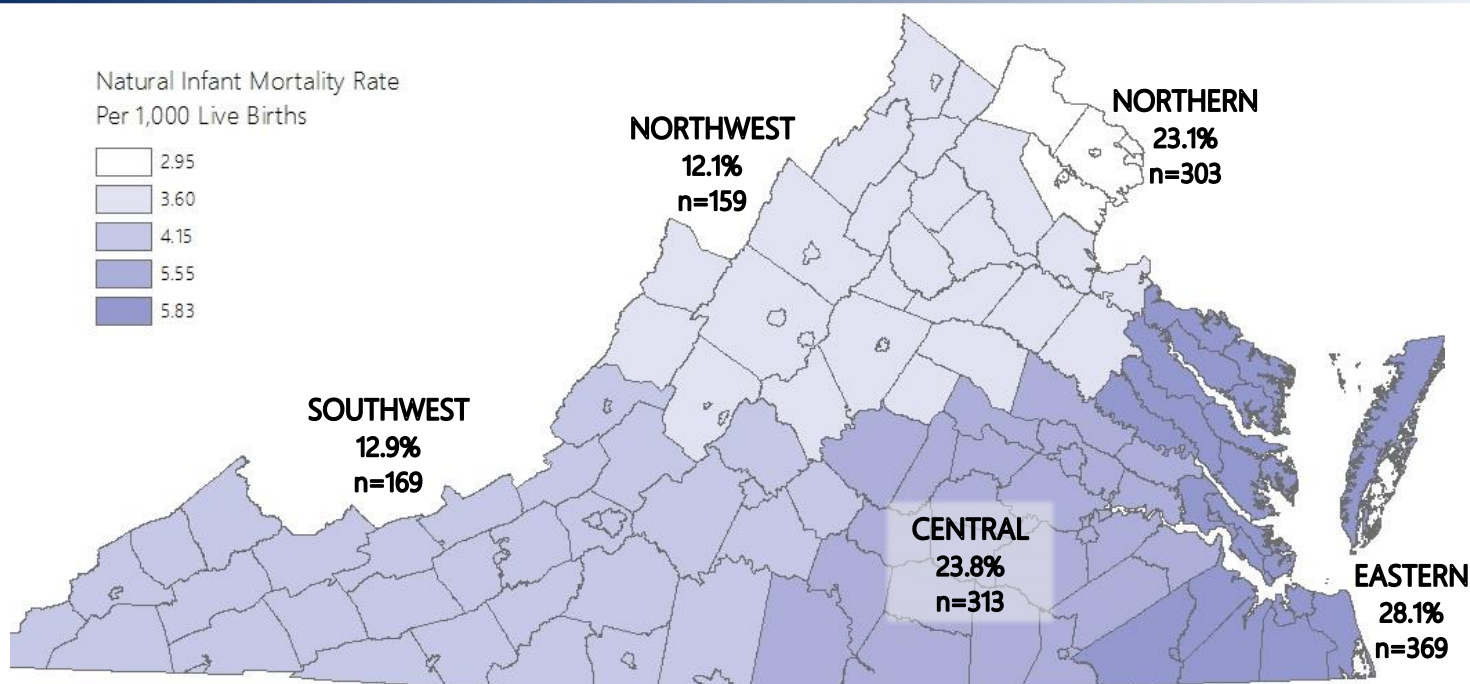 Natural Infant Mortality Rate
Per 1,000 Live Births
2.95
3.60
4.15
5.55
5.83
NORTHERN
23.1%
n=303
NORTHWEST
12.1%
n=159
SOUTHWEST
12.9%
n=169
CENTRAL
23.8%
n=313
EASTERN
28.1%
n=369